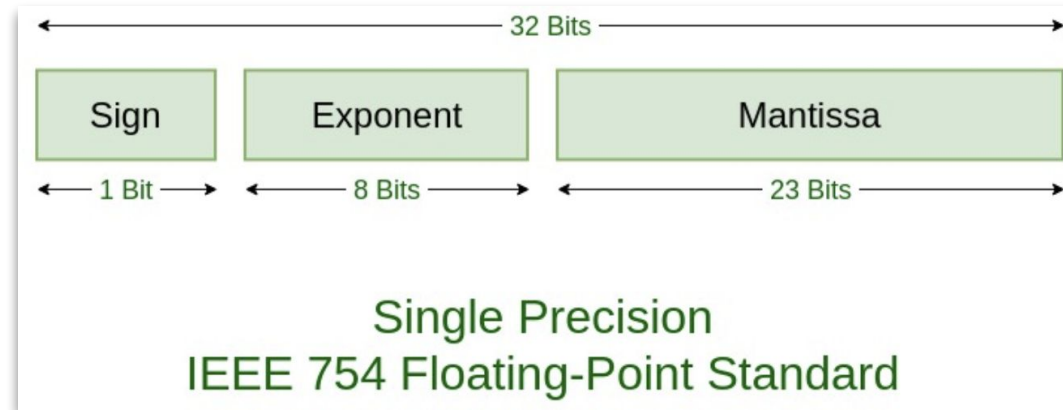 32 Bits
Sign Exponent Mantissa
1 Bit 8 Bits 23 Bits
Single Precision
IEEE 754 Floating-Point Standard